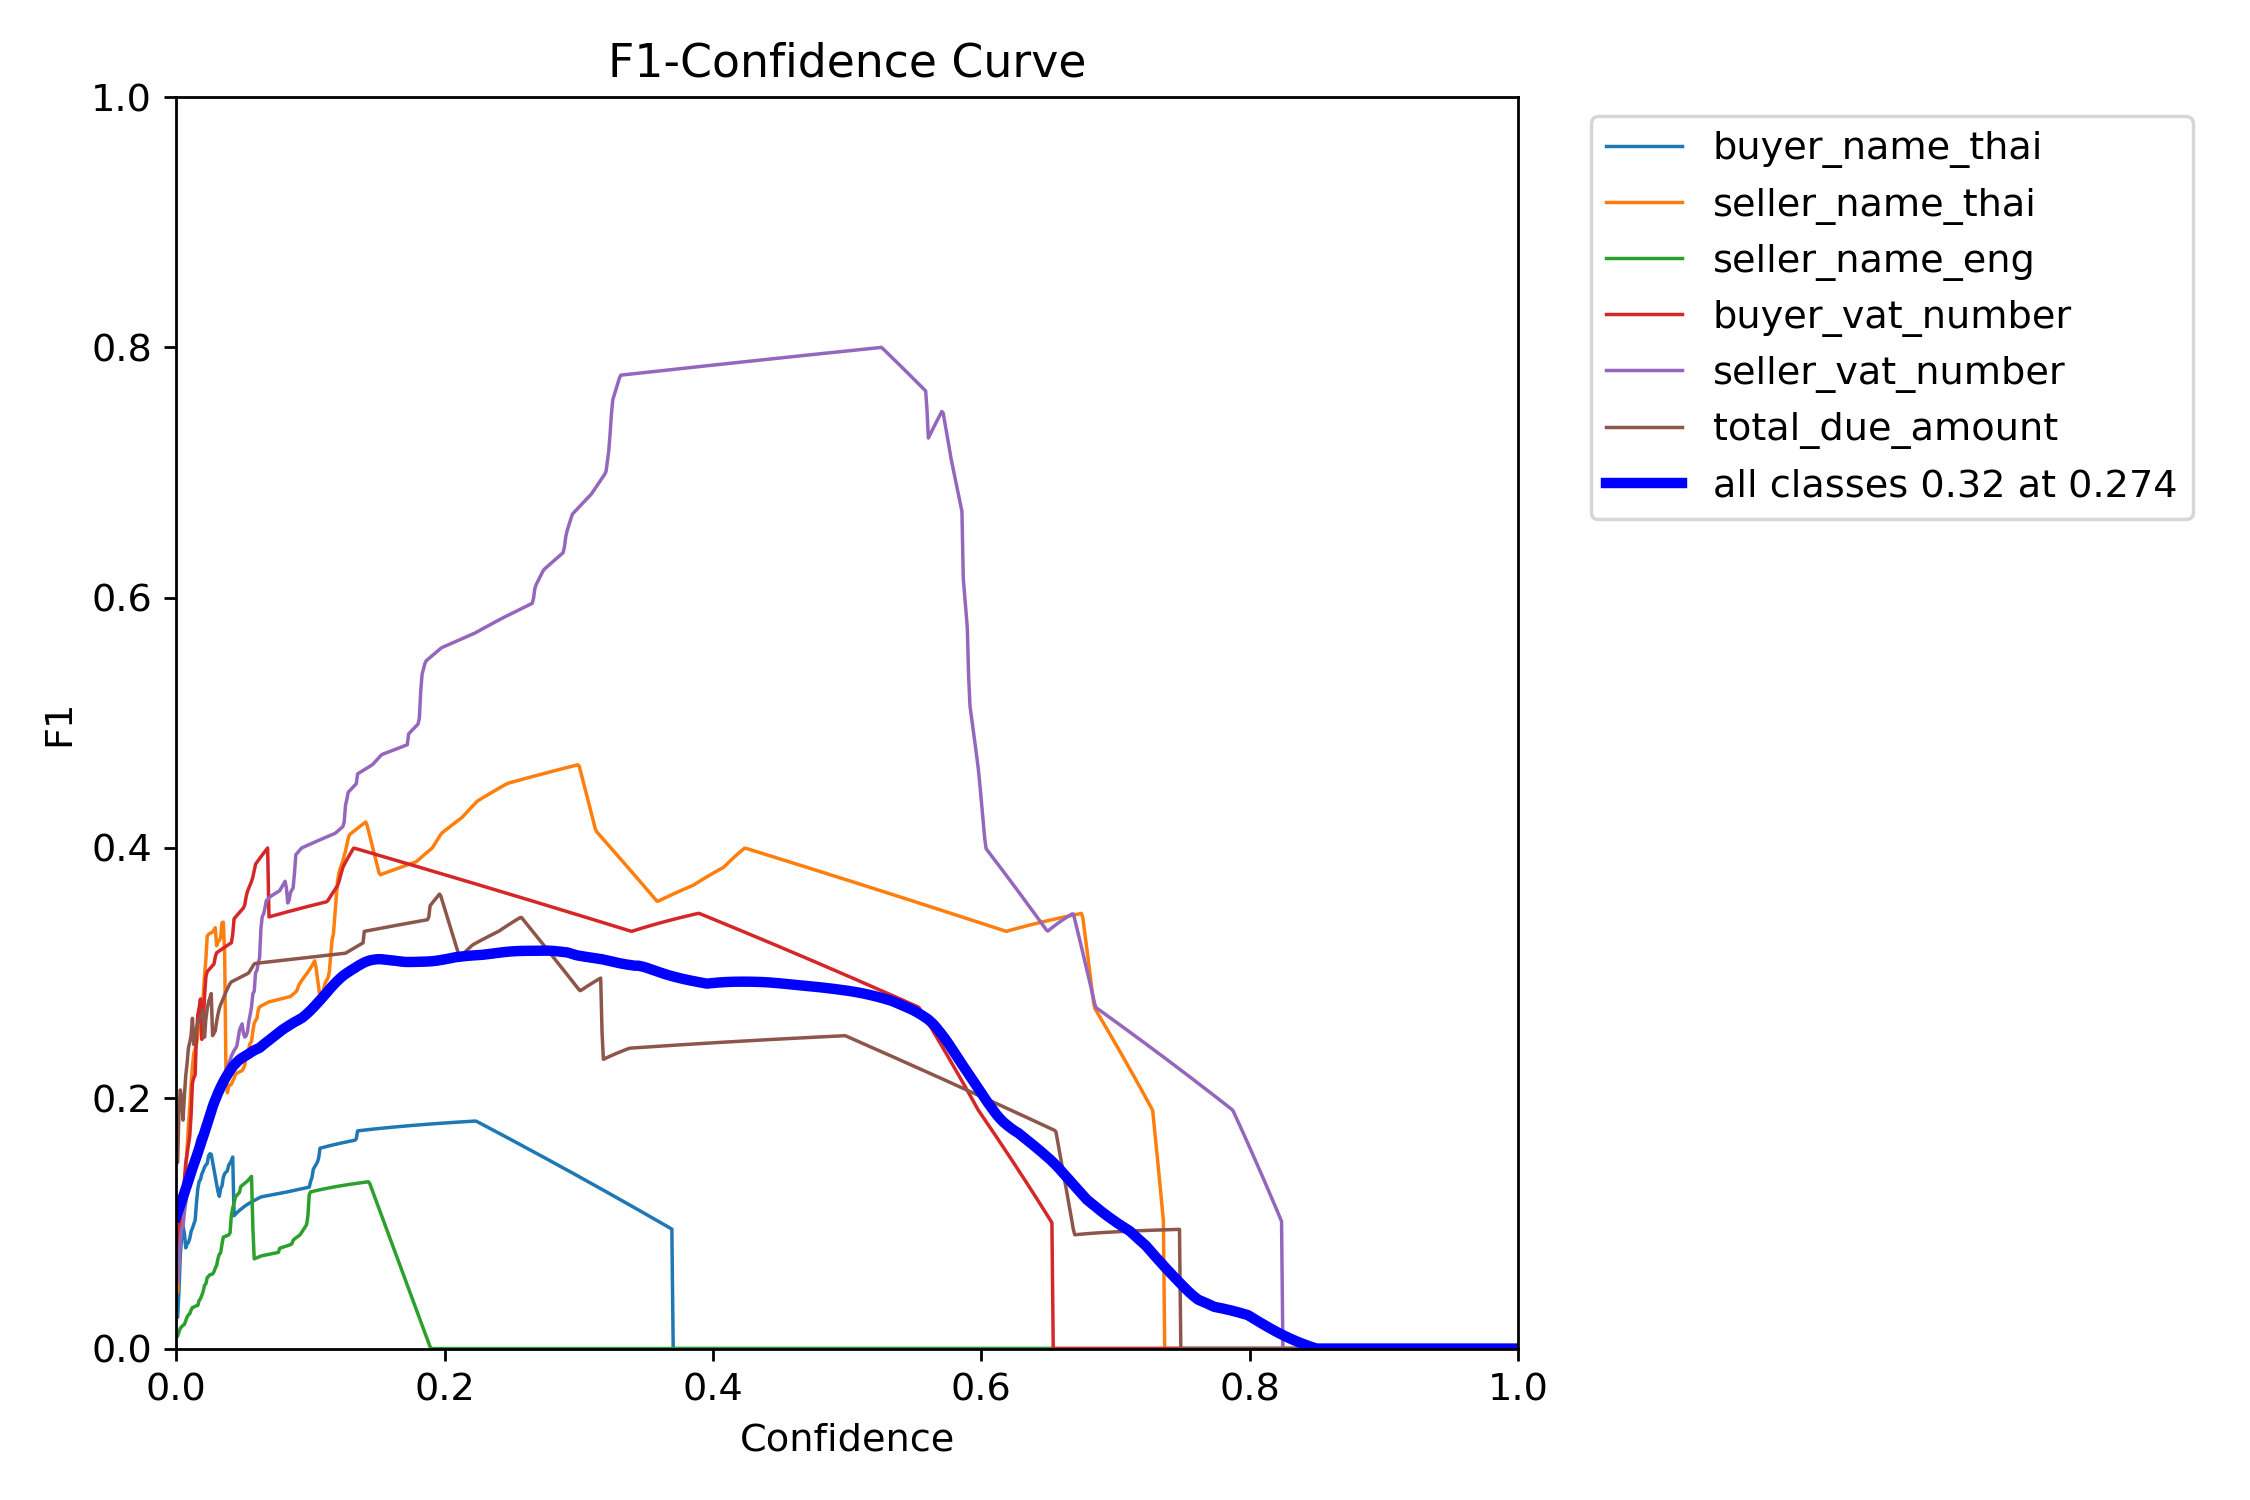 F1-Confidence Curve
1.0
0.8
0.6
0.4
0.2
0.0
F1
0.0 0.2 0.4 0.6 0.8 1.0
Confidence
buyer_name_thai
seller_name_thai
seller_name_eng
buyer_vat_number
seller_vat_number
total_due_amount
all classes 0.32 at 0.274